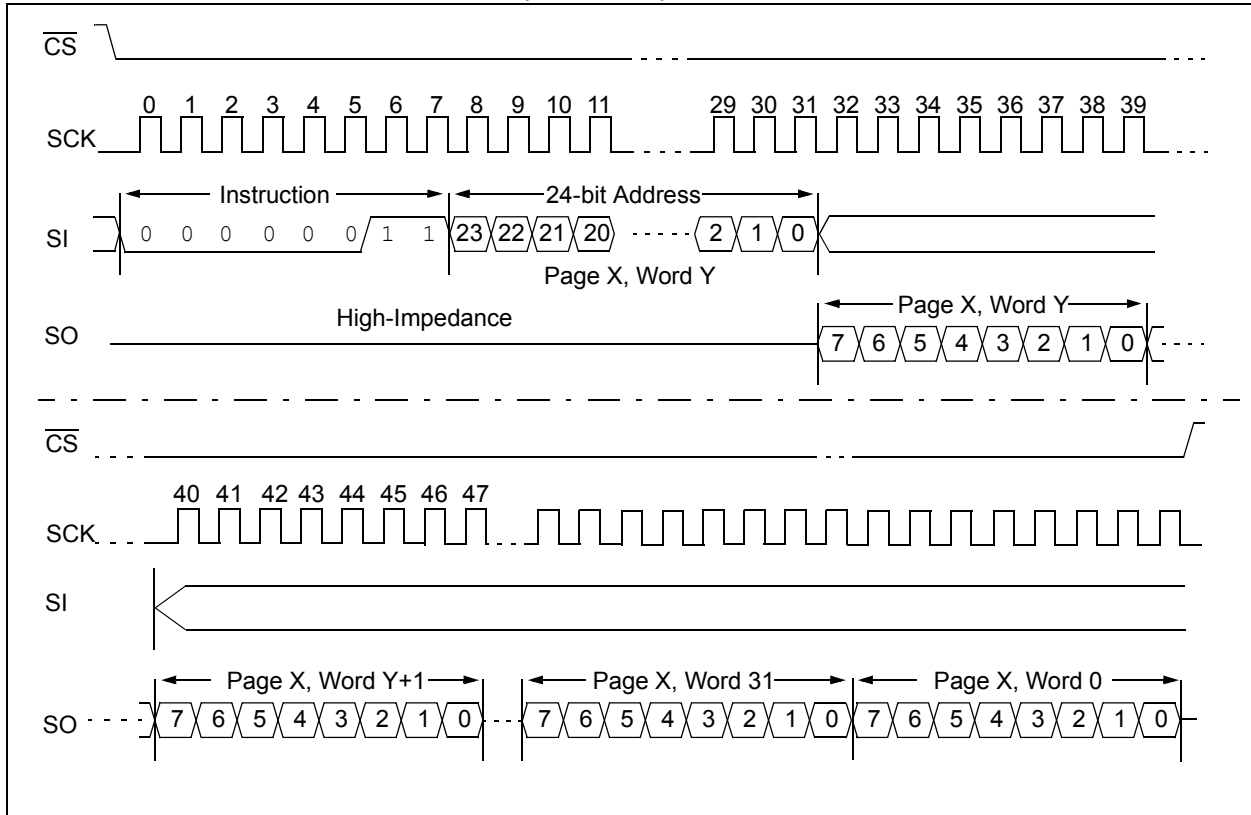 CS
0 1 2 3 4 5 6 7 8 9 10 11 29 30 31 32 33 34 35 36 37 38 39
SCK
Instruction 24-bit Address
SI 0 0 0 0 0 0 1 1 23 22 21 20 2 1 0
Page X, Word Y
High-Impedance Page X, Word Y
SO 7 6 5 4 3 2 1 0
CS
40 41 42 43 44 45 46 47
SCK
SI
Page X, Word Y+1 Page X, Word 31 Page X, Word 0
SO 7 6 5 4 3 2 1 0 7 6 5 4 3 2 1 0 7 6 5 4 3 2 1 0